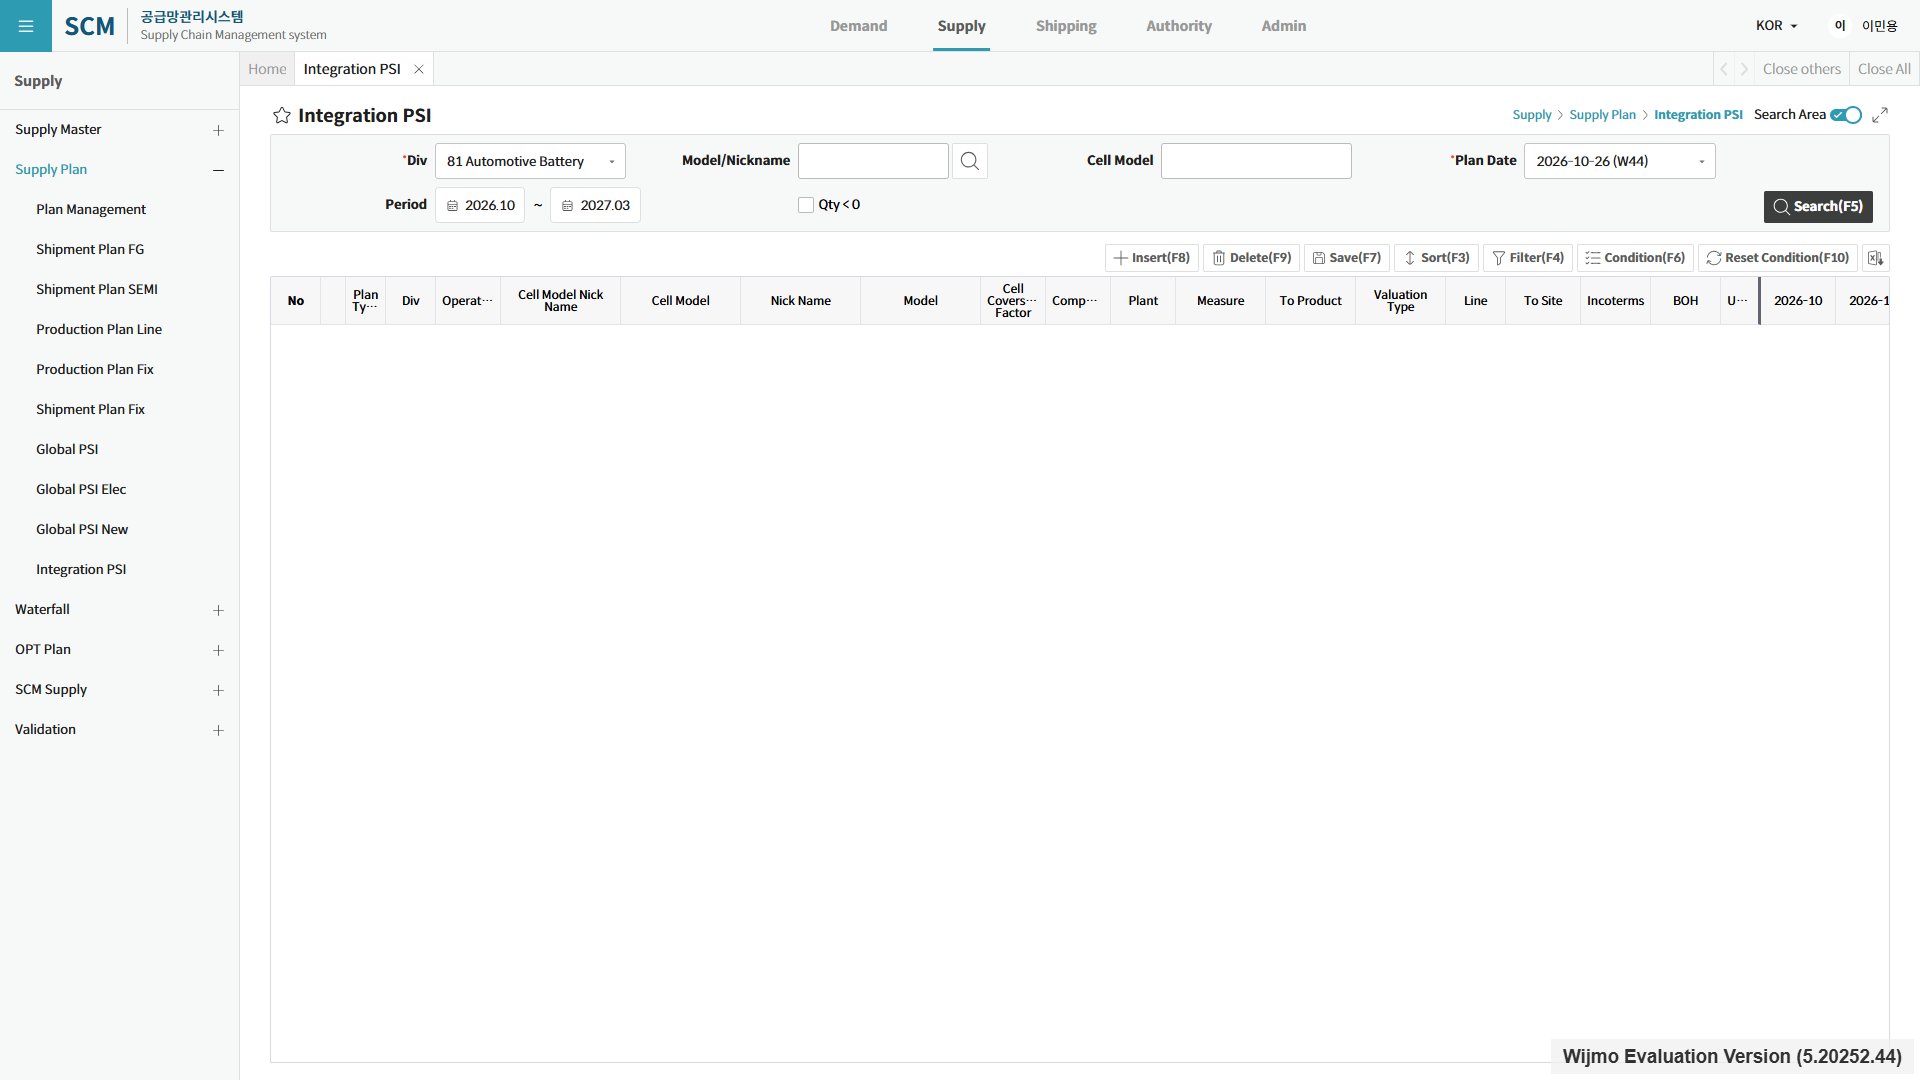 SCM
공급망관리시스템
Supply Chain Management system
Demand
Supply
Shipping
Authority
Admin
KOR
이
이민용
Supply
Home
Integration PSI
Close others
Close All
Supply Master
Supply Plan
Plan Management
Shipment Plan FG
Shipment Plan SEMI
Production Plan Line
Production Plan Fix
Shipment Plan Fix
Global PSI
Global PSI Elec
Global PSI New
Integration PSI
Waterfall
OPT Plan
SCM Supply
Validation
Integration PSI
Supply > Supply Plan > Integration PSI
Search Area
*Div
81 Automotive Battery
Model/Nickname
Cell Model
*Plan Date
2026-10-26 (W44)
Period
2026.10 ~ 2027.03
Qty < 0
Search(F5)
Insert(F8)
Delete(F9)
Save(F7)
Sort(F3)
Filter(F4)
Condition(F6)
Reset Condition(F10)
No
Plan
Ty···
Div
Operat···
Cell Model Nick
Name
Cell Model
Nick Name
Model
Cell
Covers···
Factor
Comp···
Plant
Measure
To Product
Valuation
Type
Line
To Site
Incoterms
BOH
U···
2026-10
2026-1
Wijmo Evaluation Version (5.20252.44)